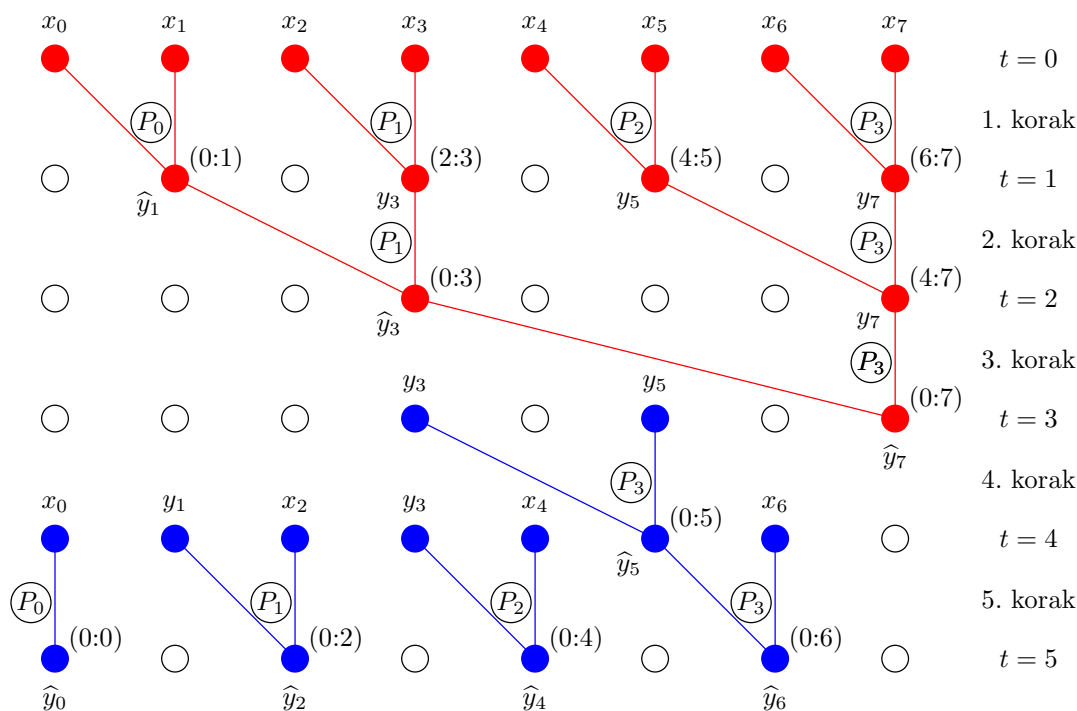 x₀ x₁ x₂ x₃ x₄ x₅ x₆ x₇
t = 0
P₀ P₁ P₂ P₃ 1. korak
(0:1) (2:3) (4:5) (6:7)
t = 1
ŷ₁ y₃ y₅ y₇
P₁ P₃ 2. korak
(0:3) (4:7)
t = 2
ŷ₃ y₇
P₃ 3. korak
y₃ y₅ (0:7)
t = 3
ŷ₇
P₃ 4. korak
x₀ y₁ x₂ y₃ x₄ (0:5) x₆
t = 4
ŷ₅
P₀ P₁ P₂ P₃ 5. korak
(0:0) (0:2) (0:4) (0:6)
t = 5
ŷ₀ ŷ₂ ŷ₄ ŷ₆